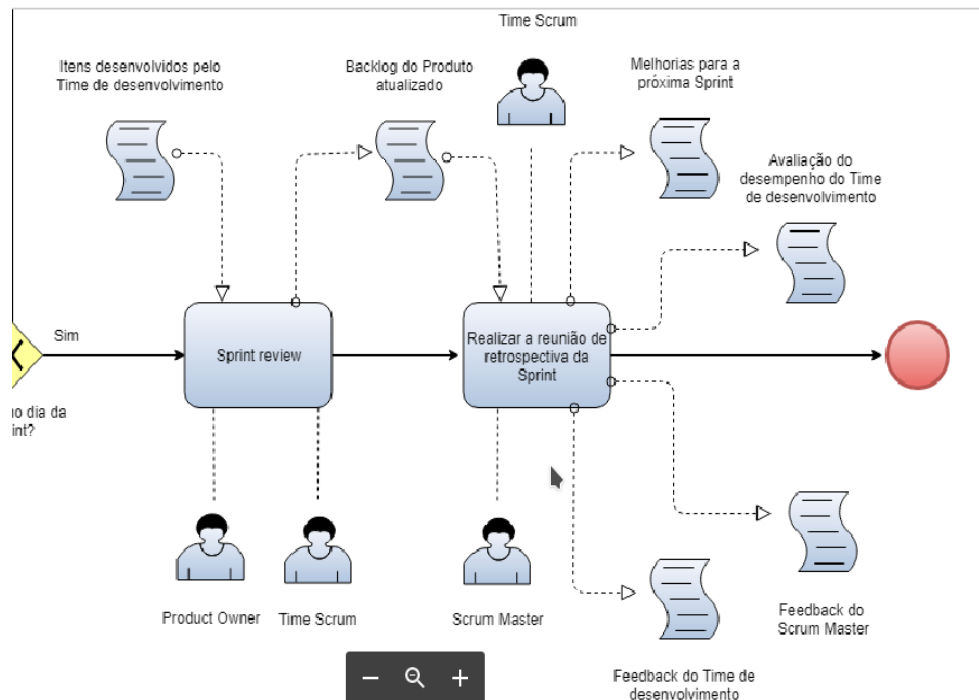 Time Scrum
Itens desenvolvidos pelo
Time de desenvolvimento
Backlog do Produto
atualizado
Melhorias para a
próxima Sprint
Avaliação do
desempenho do Time
de desenvolvimento
Sim
Sprint review
Realizar a reunião de
retrospectiva da
Sprint
dia da
Product Owner
Time Scrum
Scrum Master
Feedback do
Scrum Master
Feedback do Time de
desenvolvimento